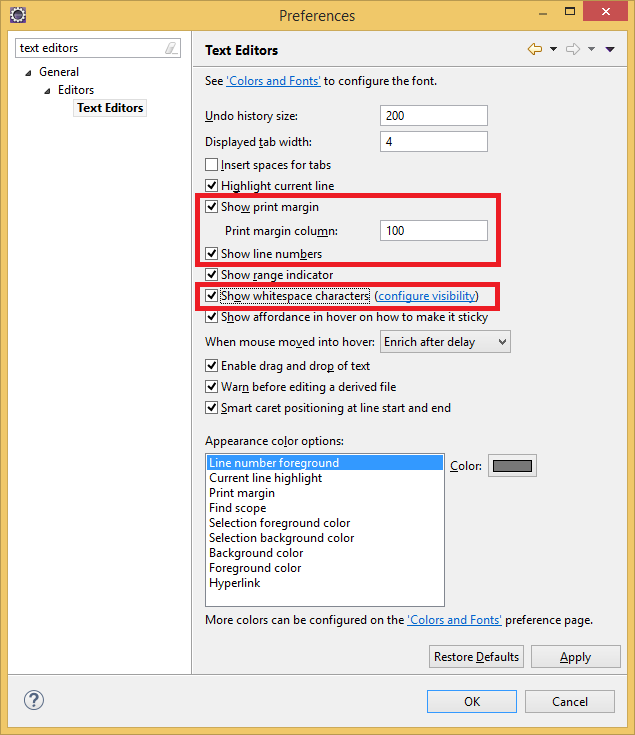 Preferences
text editors
General
Editors
Text Editors
Text Editors
See 'Colors and Fonts' to configure the font.
Undo history size: 200
Displayed tab width: 4
Insert spaces for tabs
Highlight current line
Show print margin
Print margin column: 100
Show line numbers
Show range indicator
Show whitespace characters (configure visibility)
Show affordance in hover on how to make it sticky
When mouse moved into hover: Enrich after delay
Enable drag and drop of text
Warn before editing a derived file
Smart caret positioning at line start and end
Appearance color options:
Line number foreground
Color:
Current line highlight
Print margin
Find scope
Selection foreground color
Selection background color
Background color
Foreground color
Hyperlink
More colors can be configured on the 'Colors and Fonts' preference page.
Restore Defaults Apply
? OK Cancel